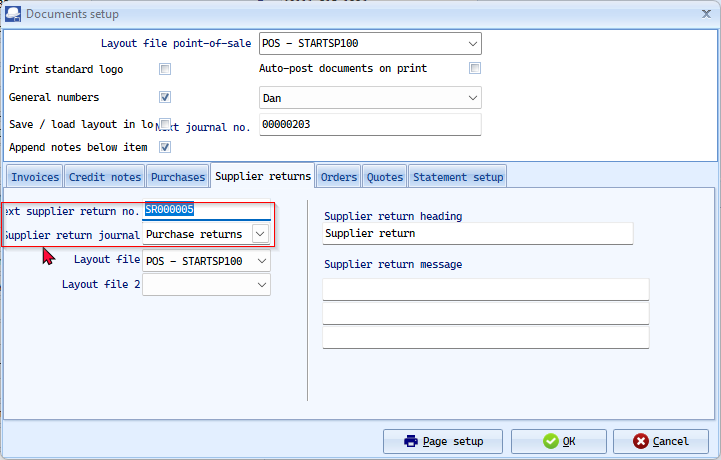 Documents setup
Layout file point-of-sale POS - STARTSP100
Print standard logo Auto-post documents on print
General numbers Dan
Save / load layout in lo ext journal no. 00000203
Append notes below item
Invoices Credit notes Purchases Supplier returns Orders Quotes Statement setup
ext supplier return no. SR000005
Supplier return journal Purchase returns
Layout file POS - STARTSP100
Layout file 2
Supplier return heading
Supplier return
Supplier return message
Page setup OK Cancel